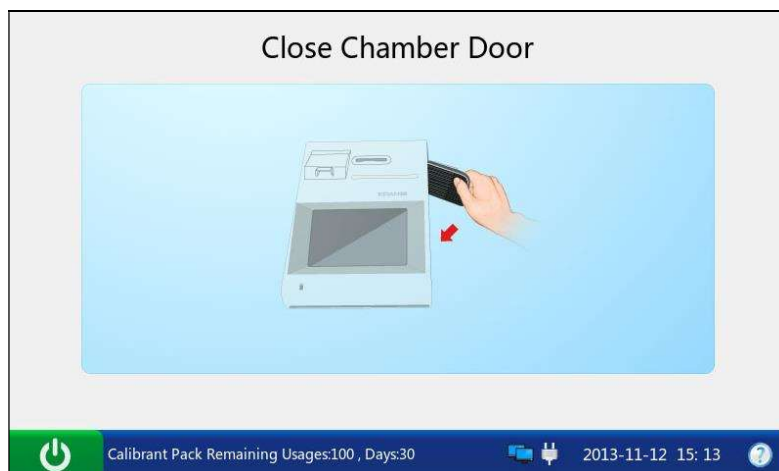 Close Chamber Door
Calibrant Pack Remaining Usages:100 , Days:30
2013-11-12 15: 13
?